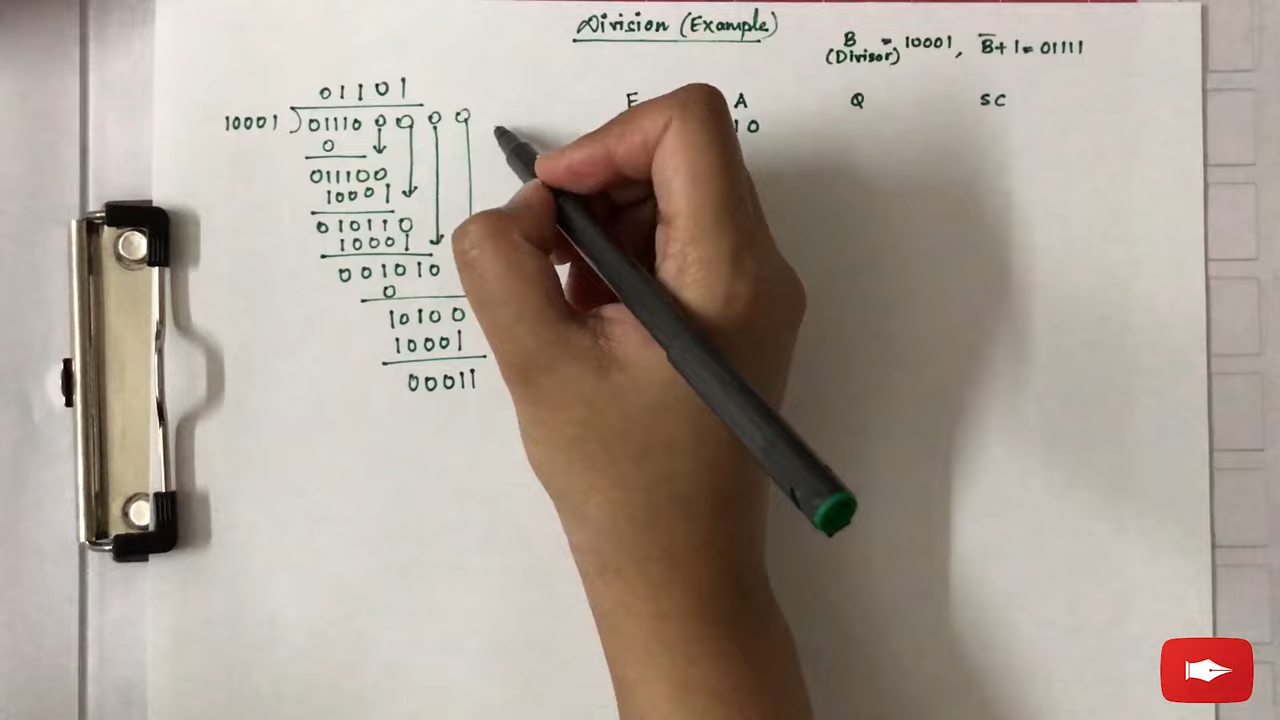 Division (Example)
B = 10001, B̅+1 = 01111
(Divisor)
01101
10001)01110 0 0 0 0
0
011100
10001
010110
10001
001010
0
10100
10001
00011
E A Q SC
10